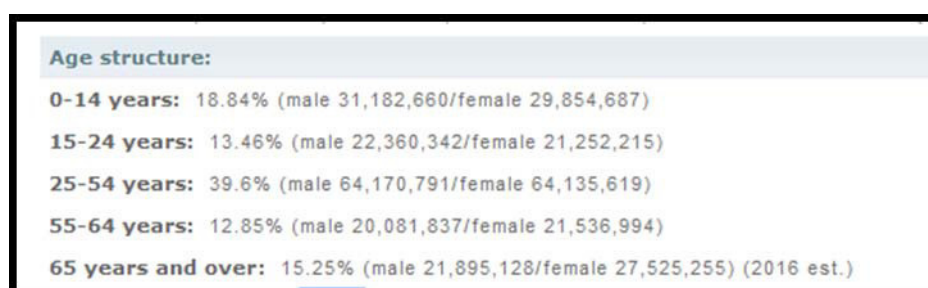 Age structure:
0-14 years: 18.84% (male 31,182,660/female 29,854,687)
15-24 years: 13.46% (male 22,360,342/female 21,252,215)
25-54 years: 39.6% (male 64,170,791/female 64,135,619)
55-64 years: 12.85% (male 20,081,837/female 21,536,994)
65 years and over: 15.25% (male 21,895,128/female 27,525,255) (2016 est.)